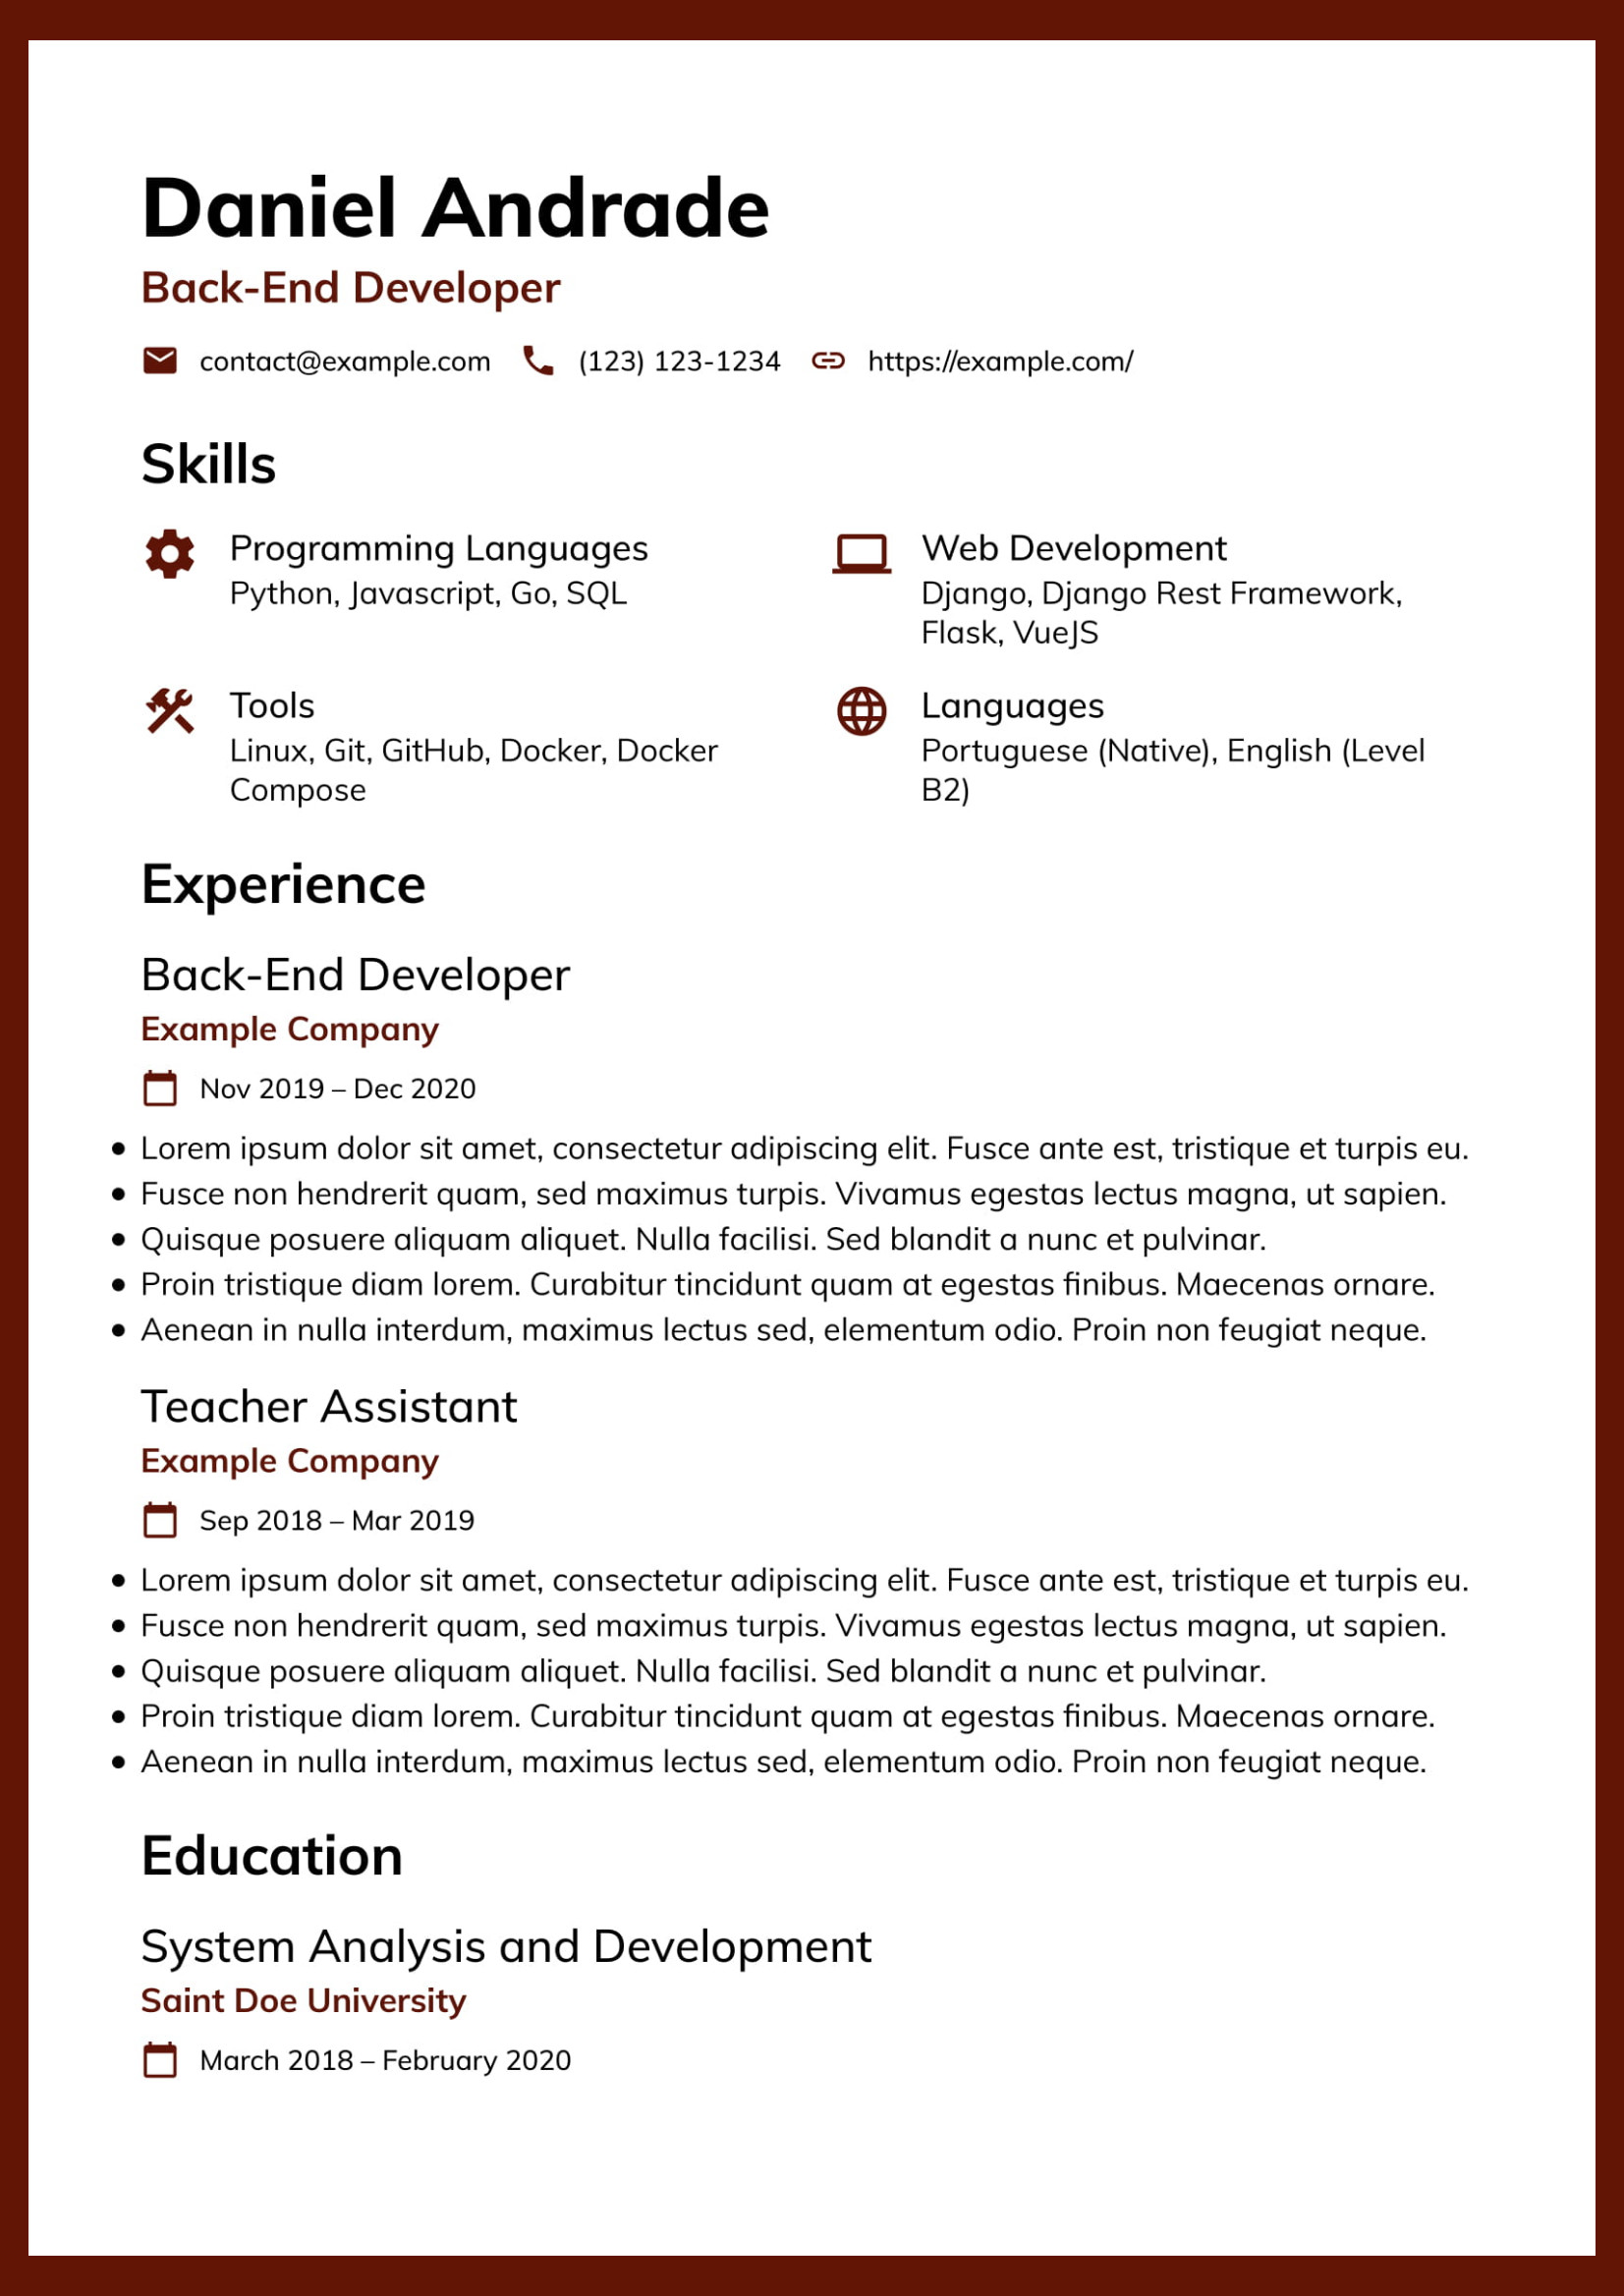 Daniel Andrade
Back-End Developer
contact@example.com (123) 123-1234 https://example.com/
Skills
Programming Languages
Python, Javascript, Go, SQL
Web Development
Django, Django Rest Framework,
Flask, VueJS
Tools
Linux, Git, GitHub, Docker, Docker
Compose
Languages
Portuguese (Native), English (Level
B2)
Experience
Back-End Developer
Example Company
Nov 2019 – Dec 2020
• Lorem ipsum dolor sit amet, consectetur adipiscing elit. Fusce ante est, tristique et turpis eu.
• Fusce non hendrerit quam, sed maximus turpis. Vivamus egestas lectus magna, ut sapien.
• Quisque posuere aliquam aliquet. Nulla facilisi. Sed blandit a nunc et pulvinar.
• Proin tristique diam lorem. Curabitur tincidunt quam at egestas finibus. Maecenas ornare.
• Aenean in nulla interdum, maximus lectus sed, elementum odio. Proin non feugiat neque.
Teacher Assistant
Example Company
Sep 2018 – Mar 2019
• Lorem ipsum dolor sit amet, consectetur adipiscing elit. Fusce ante est, tristique et turpis eu.
• Fusce non hendrerit quam, sed maximus turpis. Vivamus egestas lectus magna, ut sapien.
• Quisque posuere aliquam aliquet. Nulla facilisi. Sed blandit a nunc et pulvinar.
• Proin tristique diam lorem. Curabitur tincidunt quam at egestas finibus. Maecenas ornare.
• Aenean in nulla interdum, maximus lectus sed, elementum odio. Proin non feugiat neque.
Education
System Analysis and Development
Saint Doe University
March 2018 – February 2020